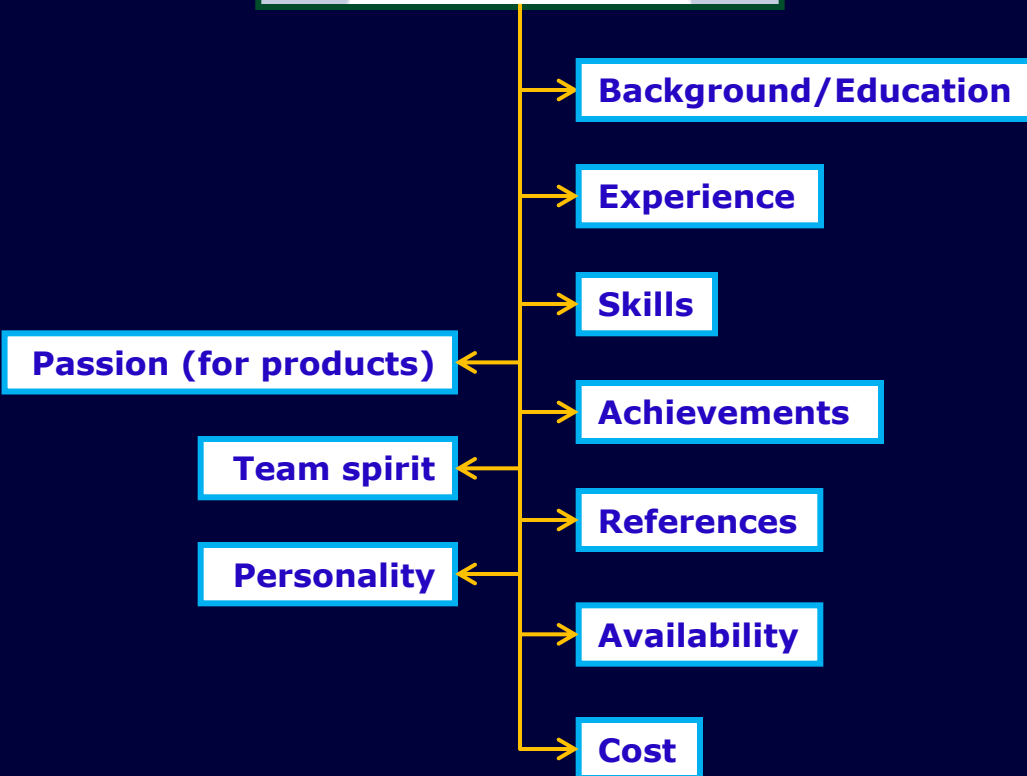 Background/Education
Experience
Skills
Passion (for products)
Achievements
Team spirit
References
Personality
Availability
Cost